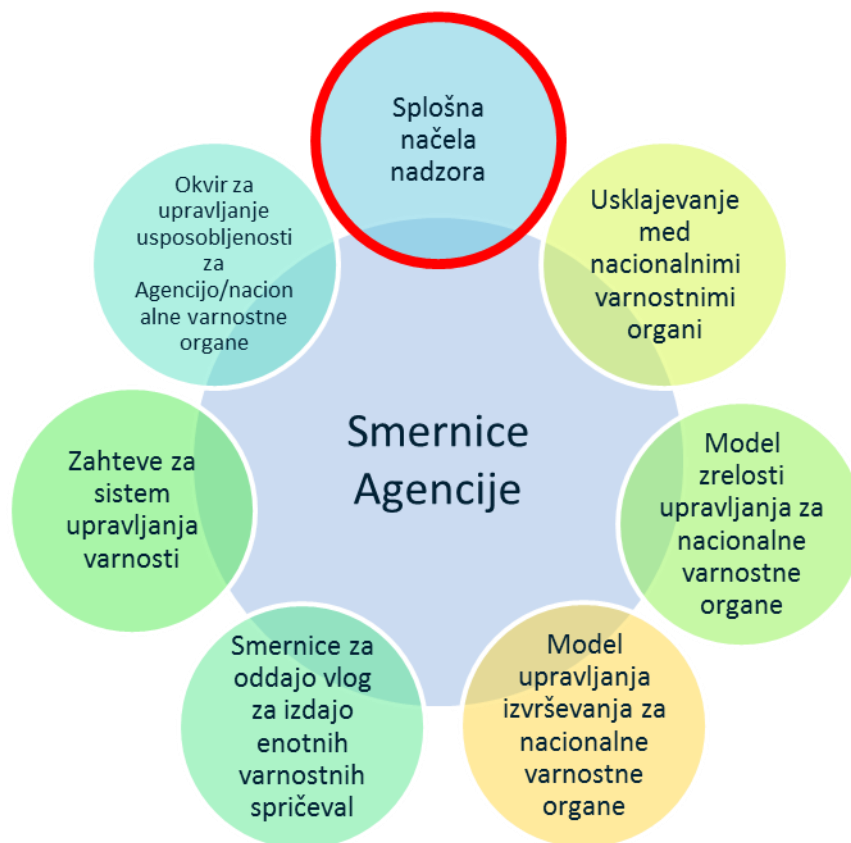 Splošna
načela
nadzora
Usklajevanje
med
nacionalnimi
varnostnimi
organi
Model
zrelosti
upravljanja za
nacionalne
varnostne
organe
Model
upravljanja
izvrševanja za
nacionalne
varnostne
organe
Smernice za
oddajo vlog
za izdajo
enotnih
varnostnih
spričeval
Zahteve za
sistem
upravljanja
varnosti
Okvir za
upravljanje
usposobljenosti
za
Agencijo/nacion
alne varnostne
organe
Smernice
Agencije